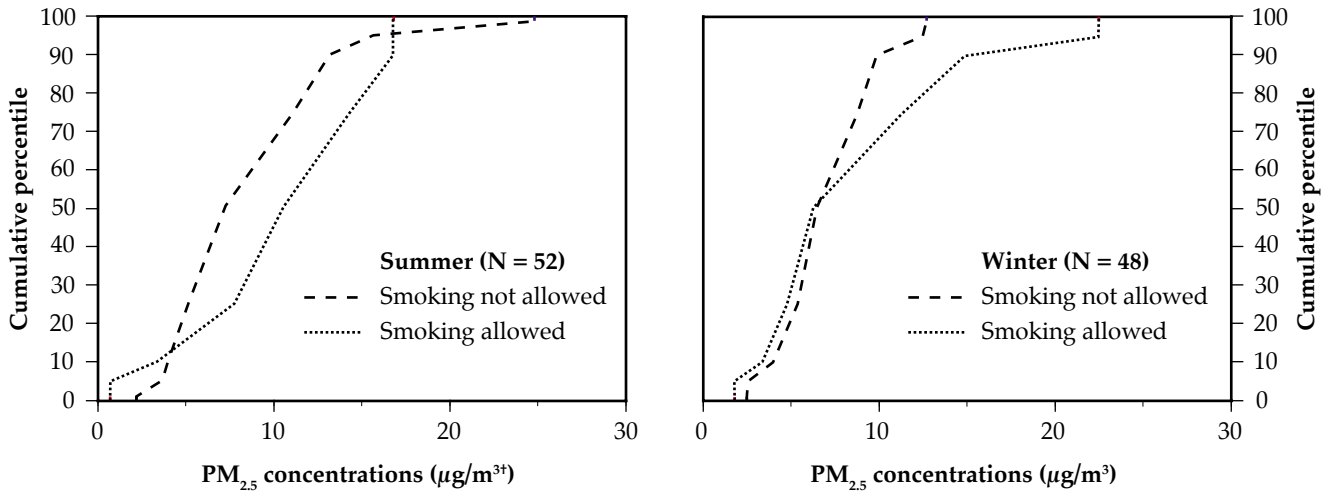 Cumulative percentile
100
90
80
70
60
50
40
30
20
10
0
Summer (N = 52)
Smoking not allowed
Smoking allowed
0 10 20 30
PM2.5 concentrations (µg/m³†)
Winter (N = 48)
Smoking not allowed
Smoking allowed
0 10 20 30
PM2.5 concentrations (µg/m³)
100
90
80
70
60
50
40
30
20
10
0
Cumulative percentile